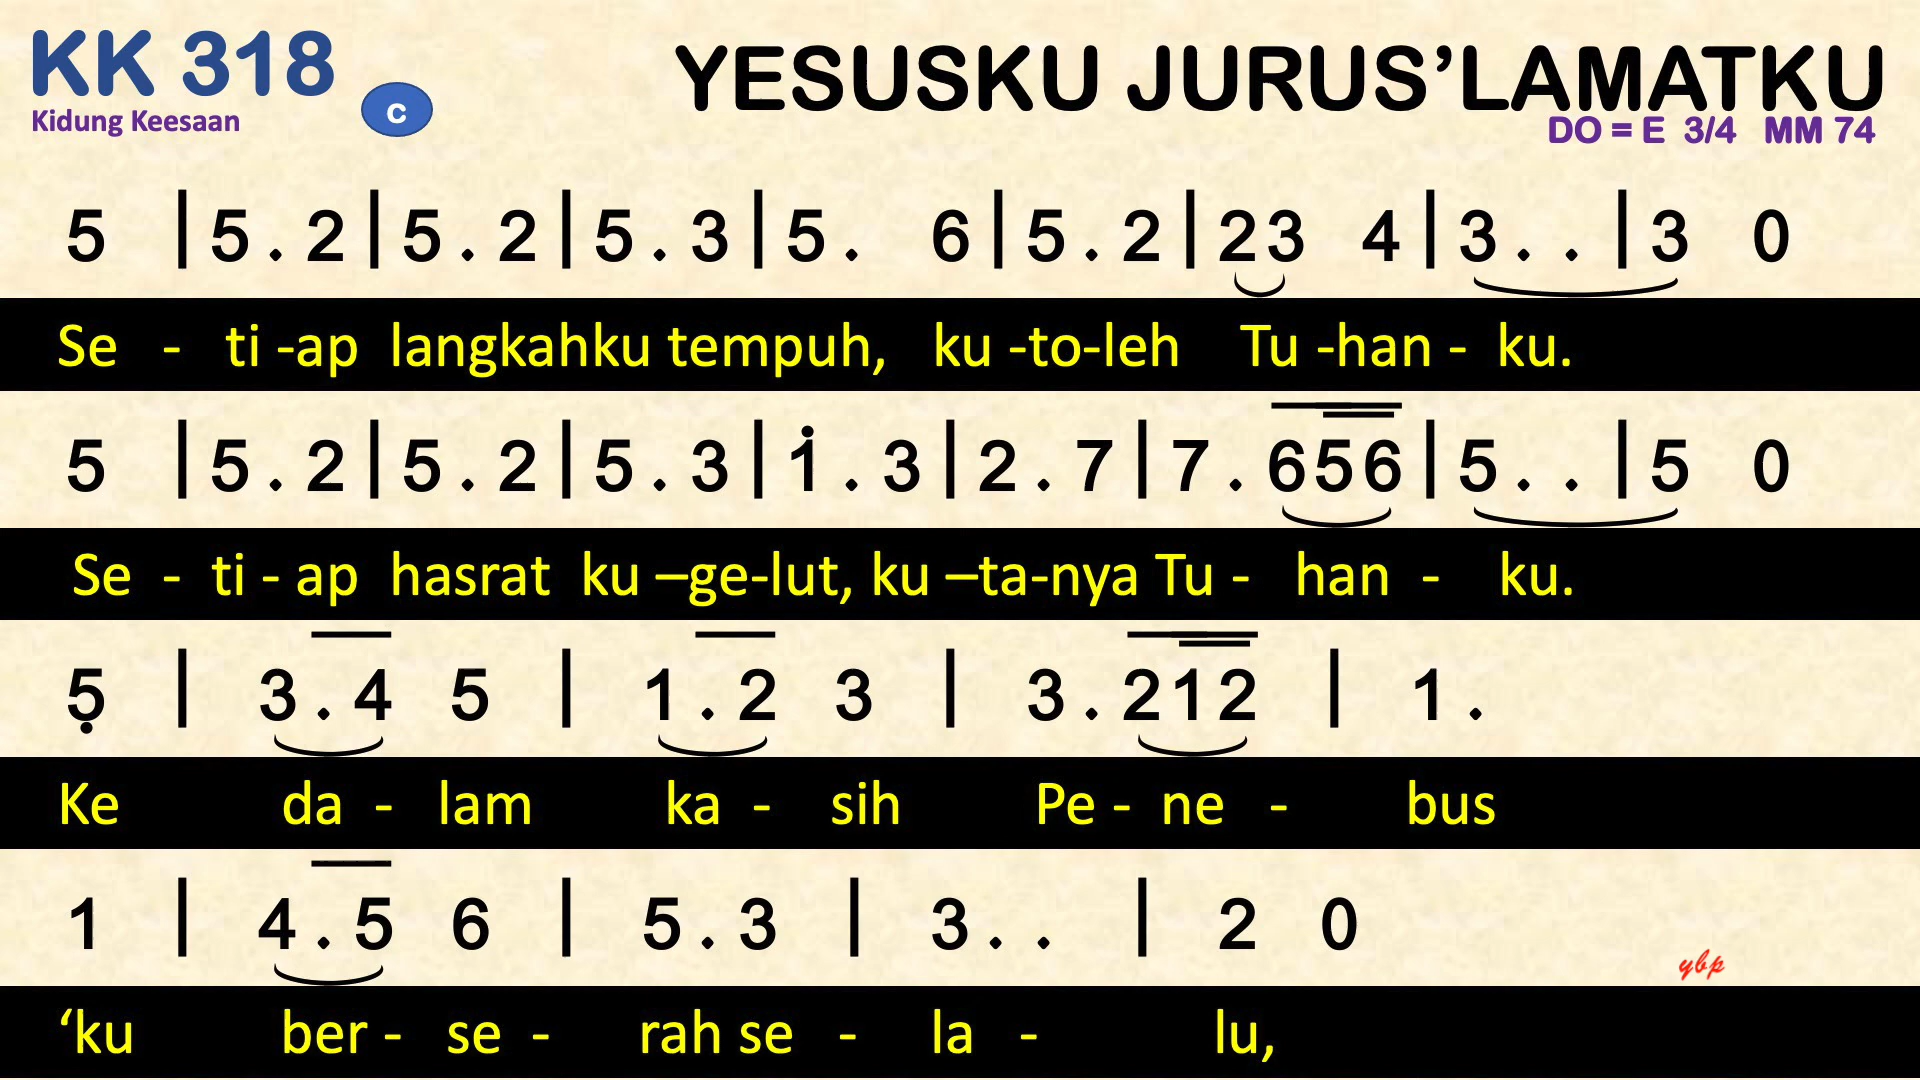 KK 318
YESUSKU JURUS’LAMATKU
Kidung Keesaan
c
DO = E 3/4 MM 74
5 | 5 . 2 | 5 . 2 | 5 . 3 | 5 . 6 | 5 . 2 | 23 4 | 3 . . | 3 0
Se - ti -ap langkahku tempuh, ku -to-leh Tu -han - ku.
5 | 5 . 2 | 5 . 2 | 5 . 3 | 1̇ . 3 | 2 . 7 | 7 . 656 | 5 . . | 5 0
Se - ti - ap hasrat ku –ge-lut, ku –ta-nya Tu - han - ku.
5̣ | 3 . 4 5 | 1 . 2 3 | 3 . 212 | 1 .
Ke da - lam ka - sih Pe - ne - bus
1 | 4 . 5 6 | 5 . 3 | 3 . . | 2 0
ybp
‘ku ber - se - rah se - la - lu,